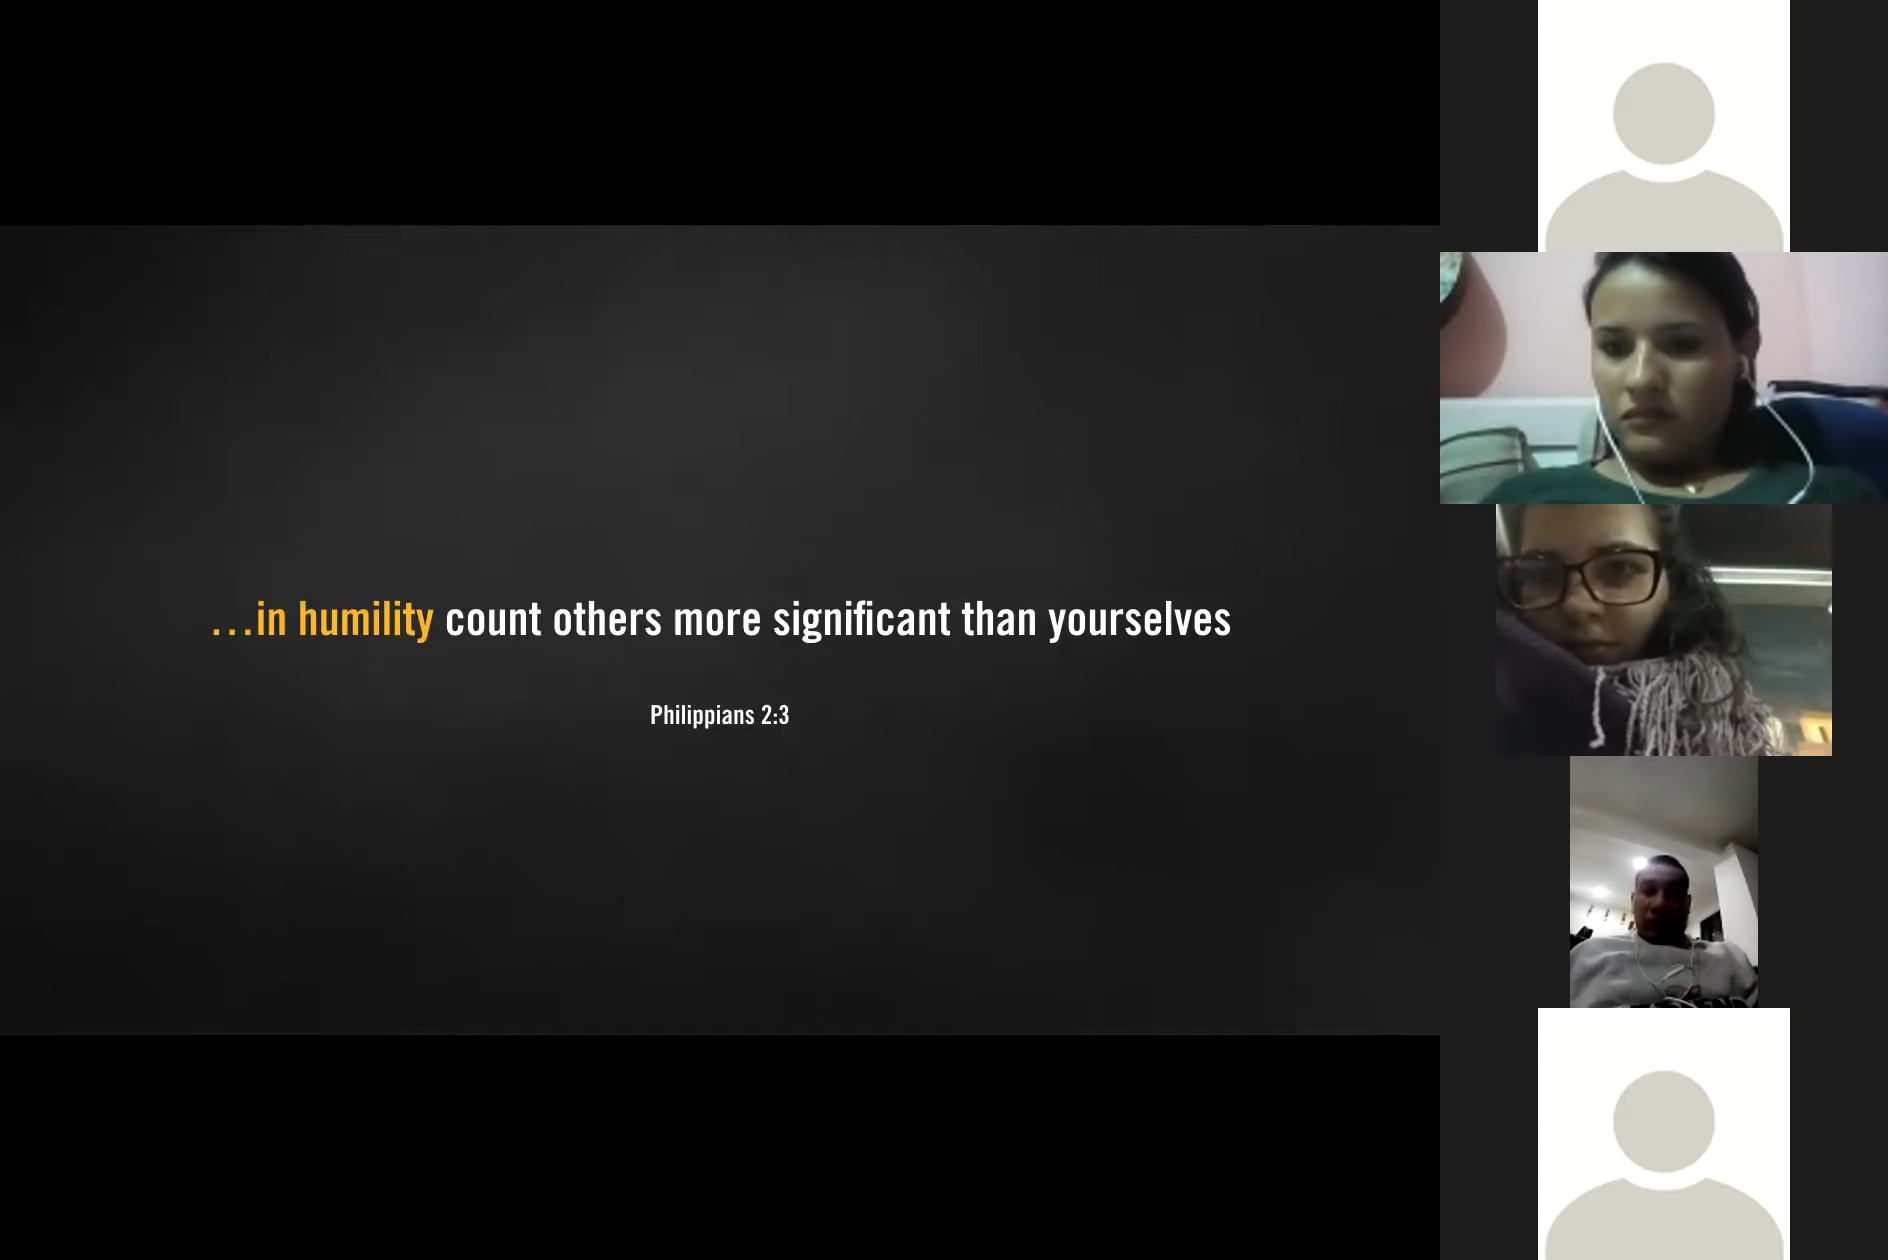 ...in humility count others more significant than yourselves
Philippians 2:3